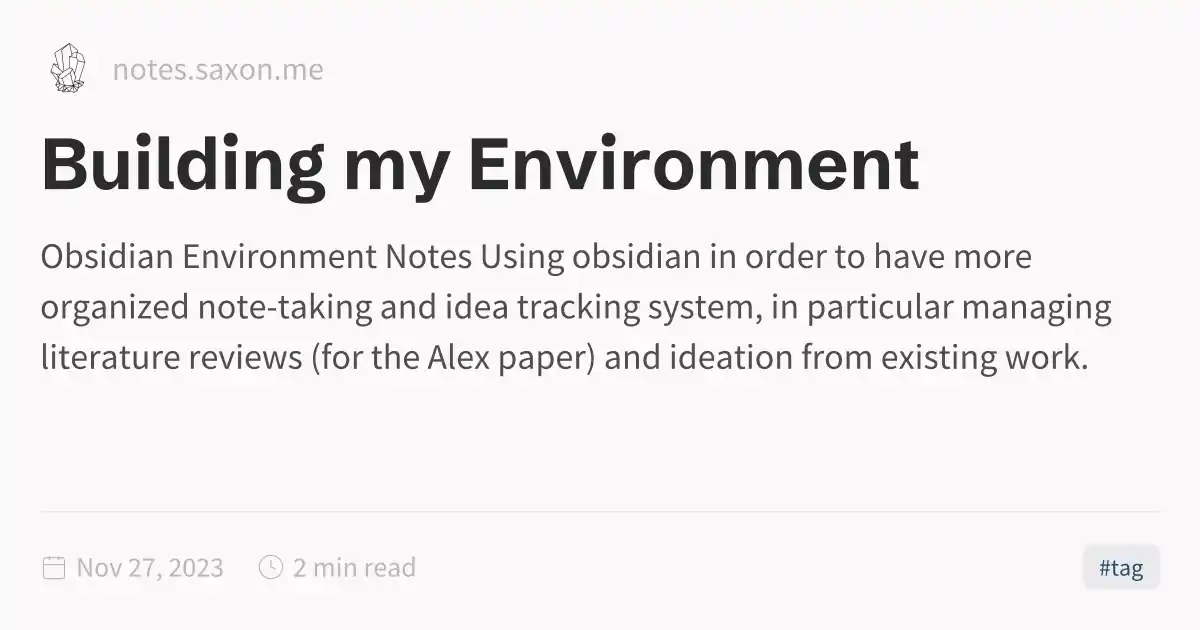 notes.saxon.me
Building my Environment
Obsidian Environment Notes Using obsidian in order to have more
organized note-taking and idea tracking system, in particular managing
literature reviews (for the Alex paper) and ideation from existing work.
Nov 27, 2023 2 min read #tag